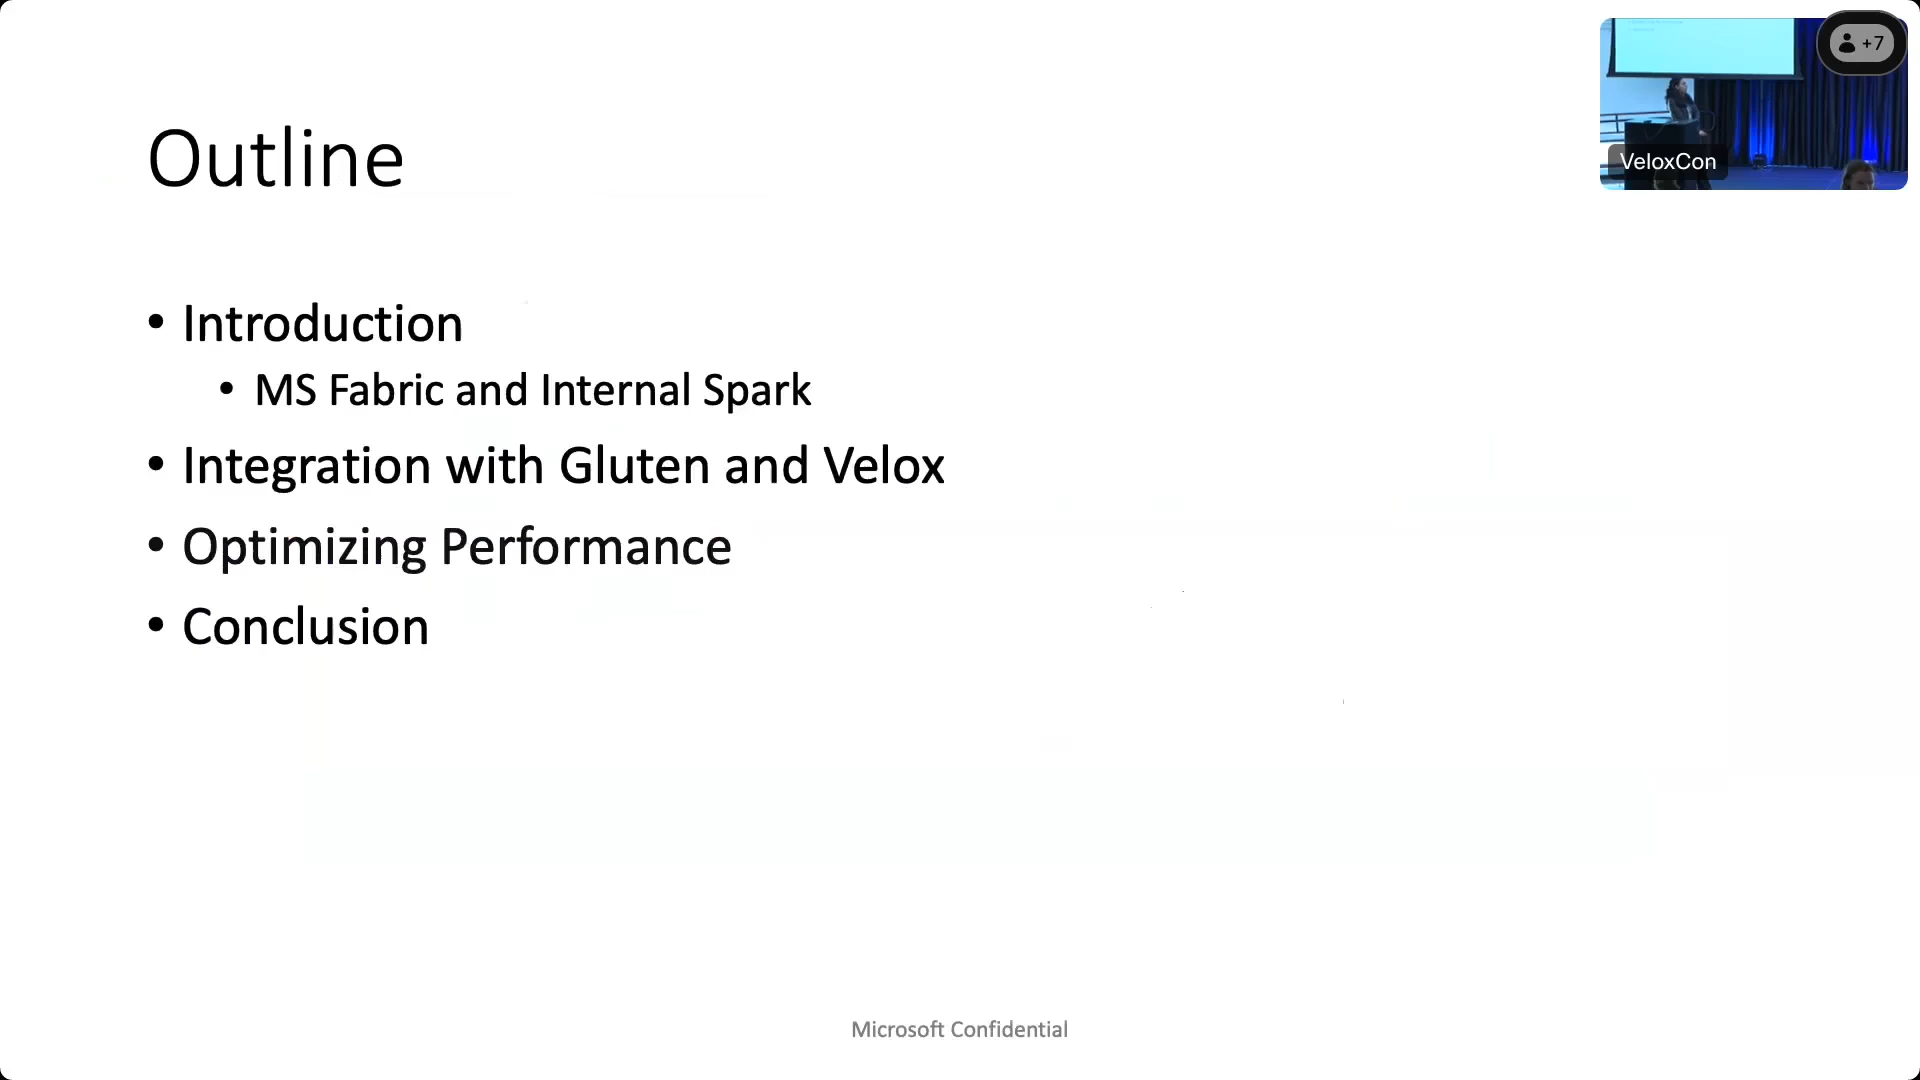 Outline
• Introduction
• MS Fabric and Internal Spark
• Integration with Gluten and Velox
• Optimizing Performance
• Conclusion
Microsoft Confidential
+7
VeloxCon